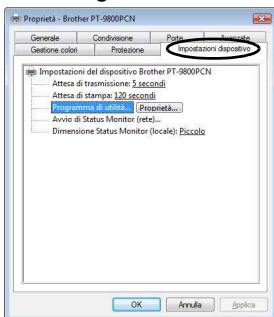 Proprietà - Brother PT-9800PCN
Generale Condivisione Porte Avanzate
Gestione colori Protezione Impostazioni dispositivo
Impostazioni del dispositivo Brother PT-9800PCN
Attesa di trasmissione: 5 secondi
Attesa di stampa: 120 secondi
Programma di utilità... Proprietà...
Avvio di Status Monitor (rete)...
Dimensione Status Monitor (locale): Piccolo
OK Annulla Applica